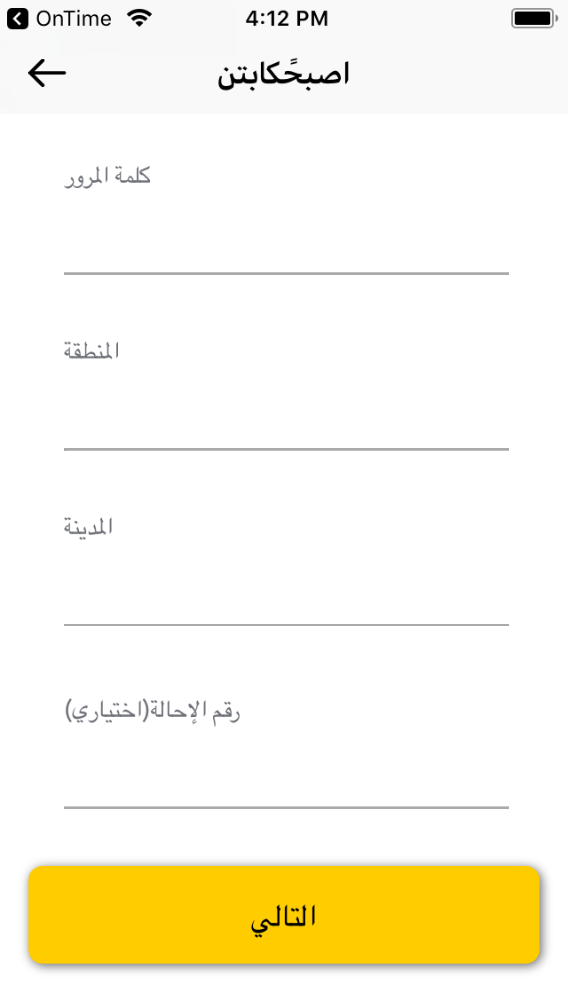 OnTime
4:12 PM
اصبحًكابتن
كلمة المرور
المنطقة
المدينة
رقم الإحالة(اختياري)
التالي